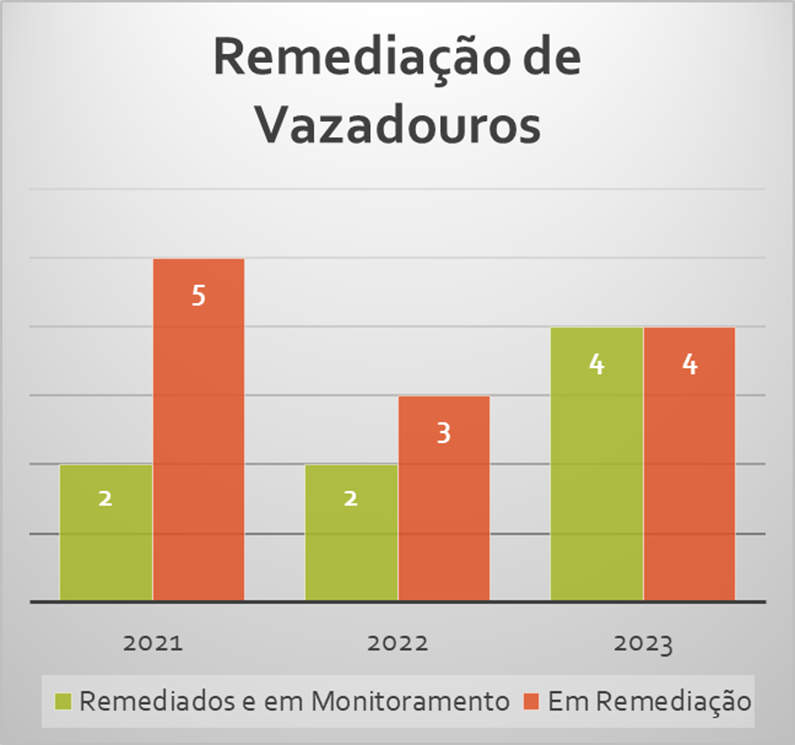 Remediação de
Vazadouros
5
4
4
3
2
2
2021
2022
2023
Remediados e em Monitoramento
Em Remediação